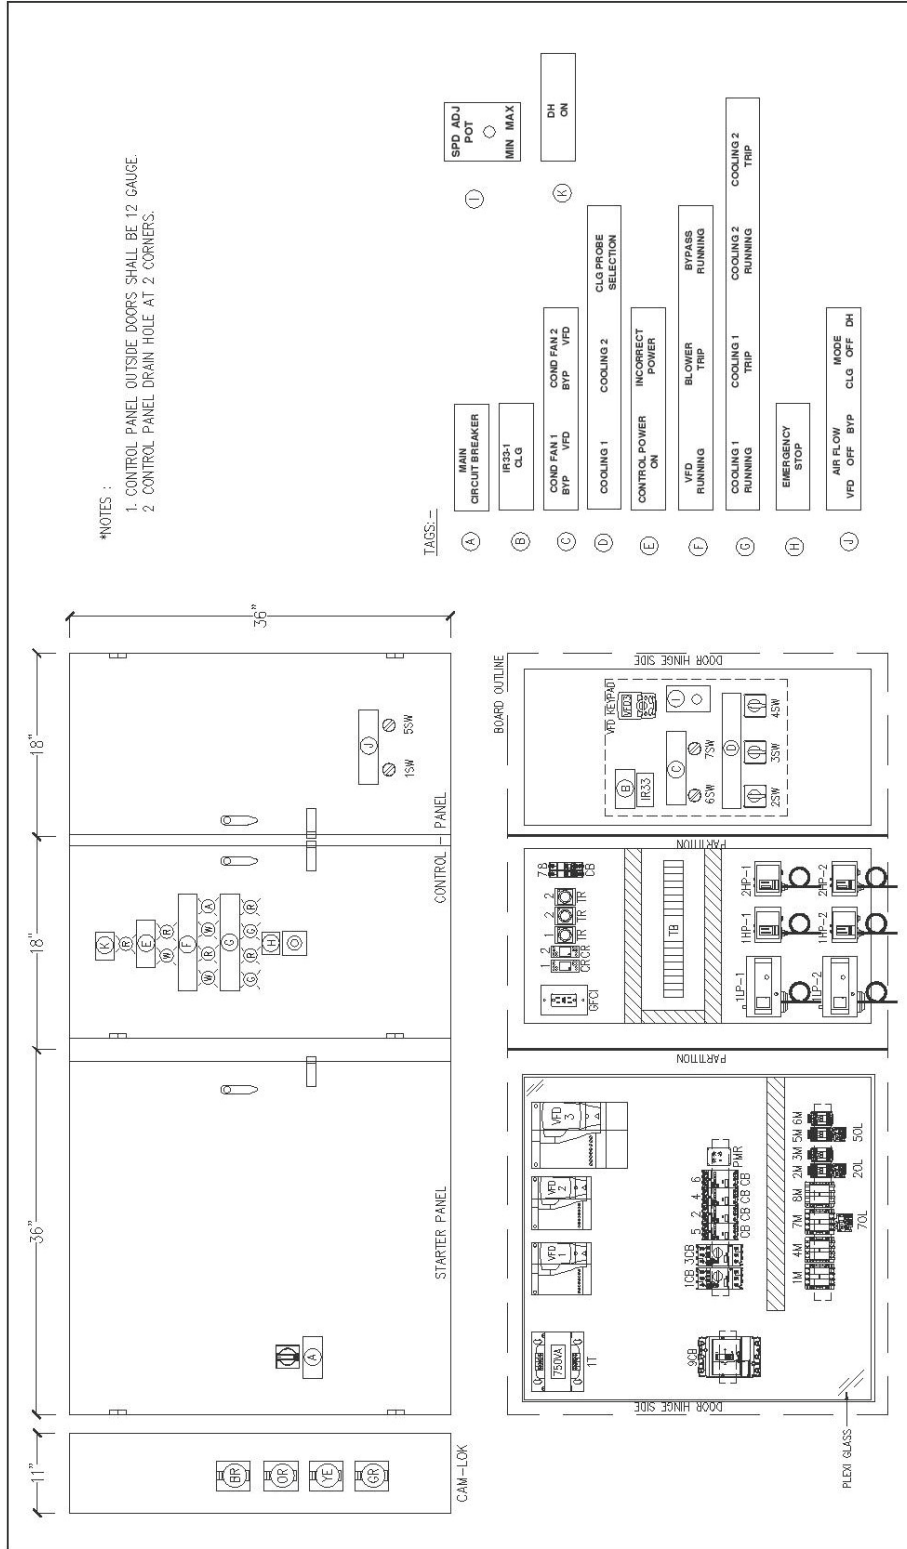 *NOTES :
1. CONTROL PANEL OUTSIDE DOORS SHALL BE 12 GAUGE.
2 CONTROL PANEL DRAIN HOLE AT 2 CORNERS.
11"
36"
18"
18"
36"
BR
OR
YE
GR
CAM-LOK
A
STARTER PANEL
K
R
E
W R
F
W R W A
G
G R G R
H
CONTROL - PANEL
J
1SW 5SW
TAGS:-
A
MAIN
CIRCUIT BREAKER
B
IR33-1
CLG
C
COND FAN 1 COND FAN 2
BYP VFD BYP VFD
D
COOLING 1 COOLING 2 CLG PROBE
SELECTION
E
CONTROL POWER INCORRECT
ON POWER
F
VFD BLOWER BYPASS
RUNNING TRIP RUNNING
G
COOLING 1 COOLING 1 COOLING 2 COOLING 2
RUNNING TRIP RUNNING TRIP
H
EMERGENCY
STOP
J
AIR FLOW MODE
VFD OFF BYP CLG OFF DH
I
SPD ADJ
POT
MIN MAX
K
DH
ON
DOOR HINGE SIDE
750VA
1T
VFD
1
VFD
2
VFD
3
9CB
1CB 3CB
5 2 4 6
CB CB CB CB
PMR
1M 4M 7M 8M 2M 3M 5M 6M
7OL 2OL 5OL
PLEXI GLASS
PARTITION
GFCI
1 2
CR CR
1 2 2
TR TR TR
7 8
CB
TB
1LP-1 1HP-1 2HP-1
1LP-2 1HP-2 2HP-2
PARTITION
BOARD OUTLINE
VFD KEYPAD
VFD3
B
IR33
C
I
6SW 7SW
D
2SW 3SW 4SW
DOOR HINGE SIDE